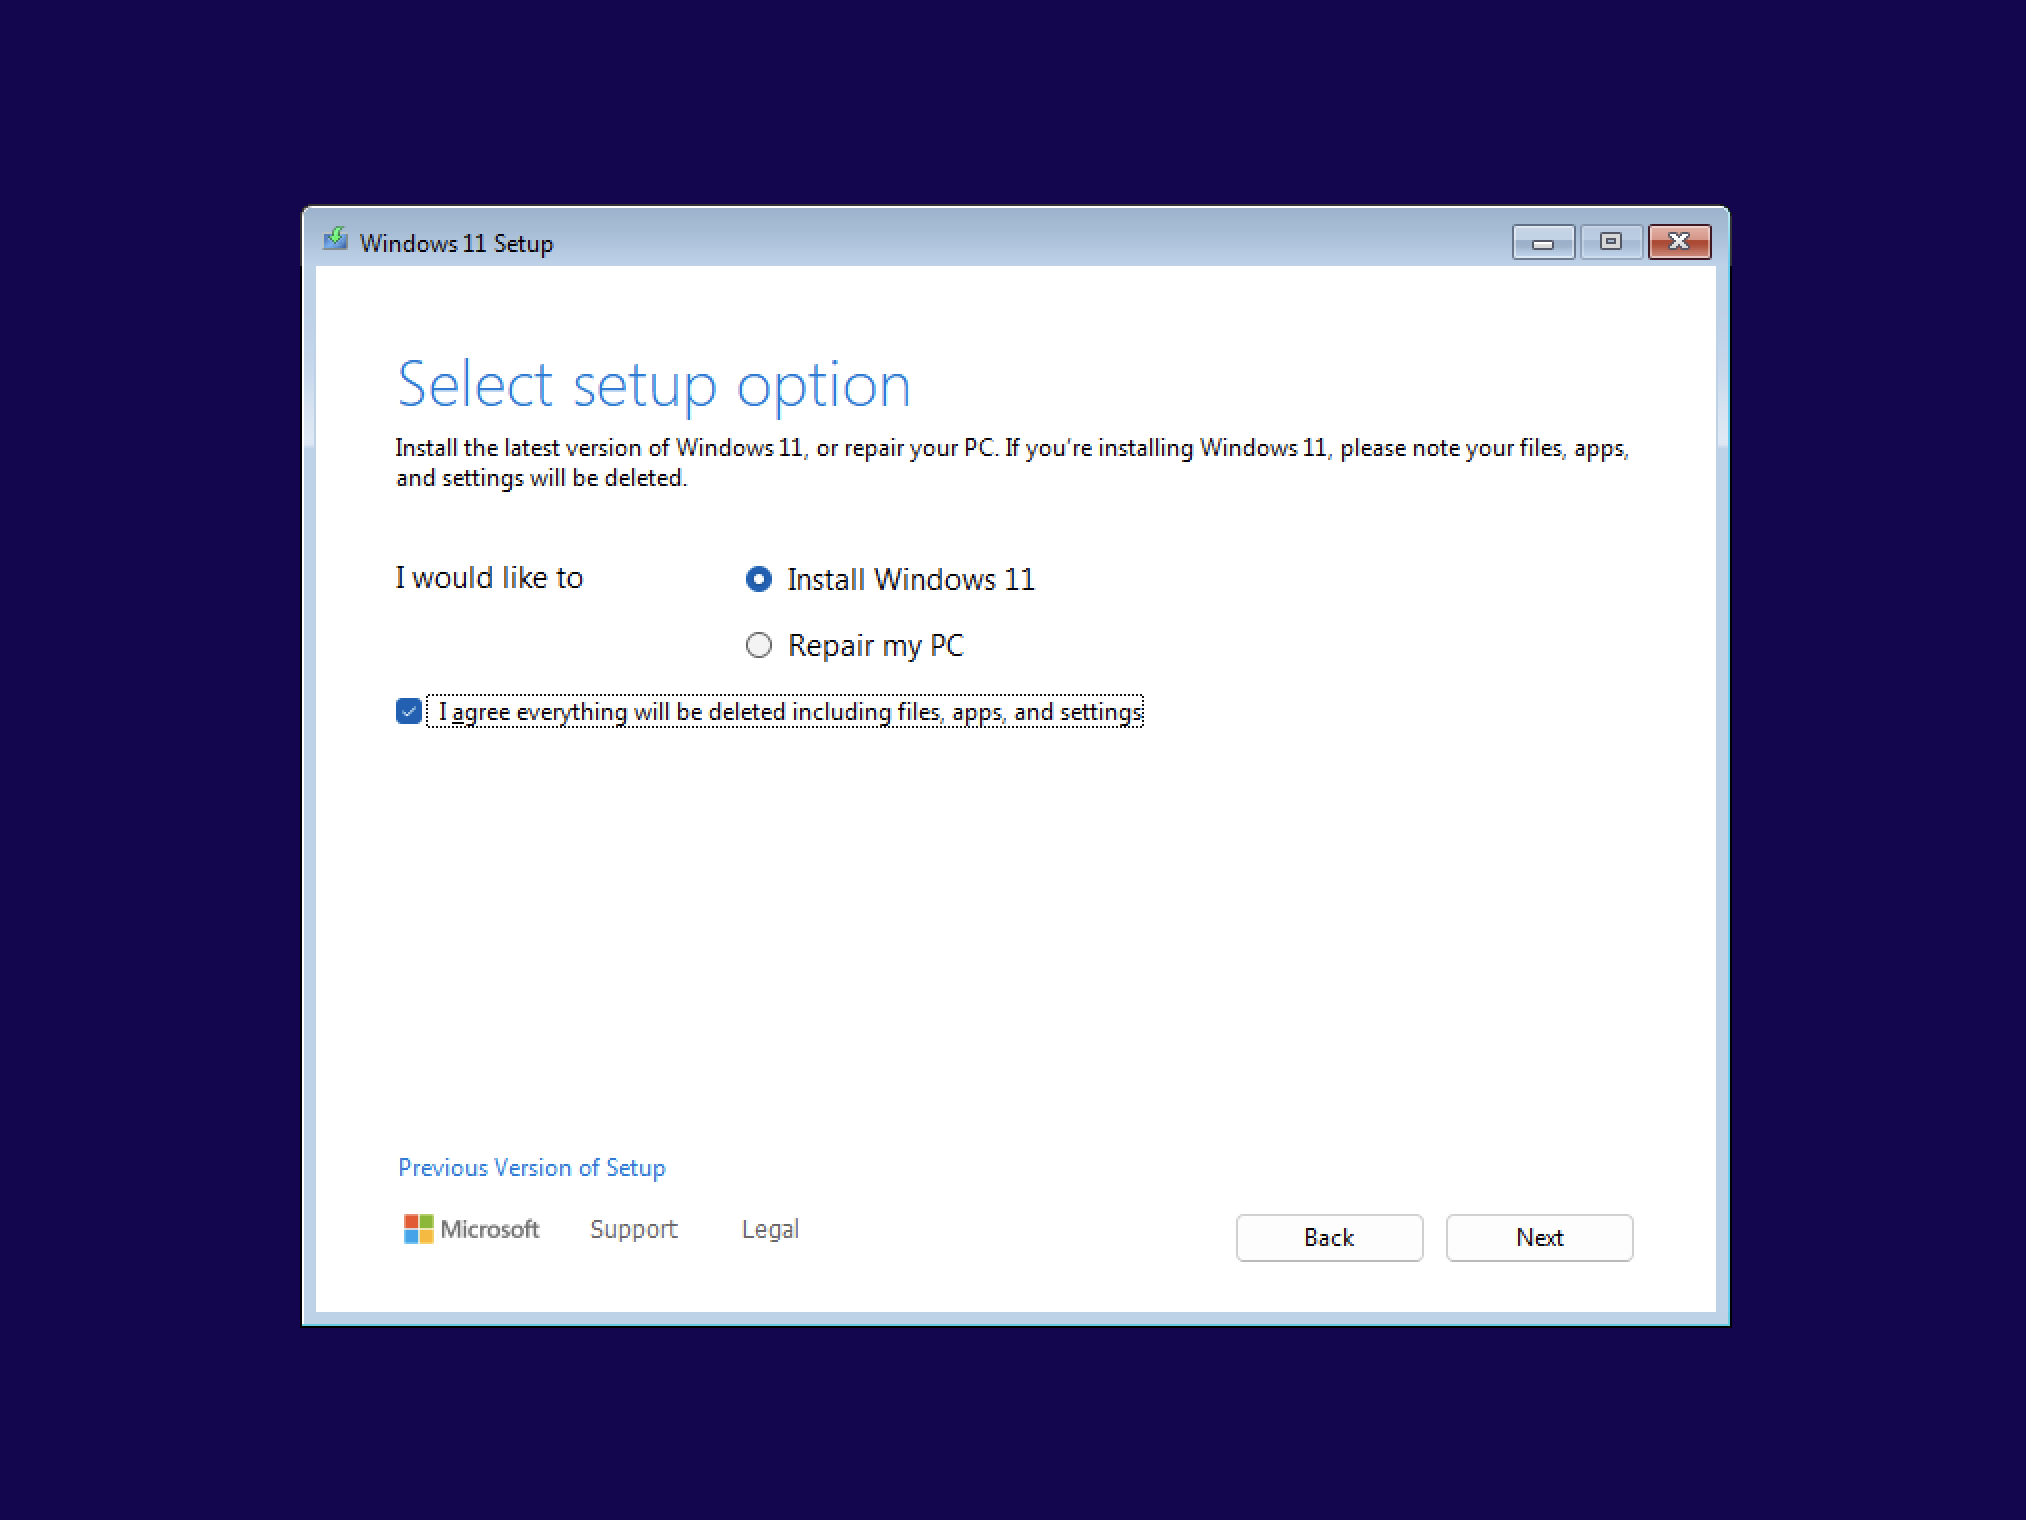 Windows 11 Setup
Select setup option
Install the latest version of Windows 11, or repair your PC. If you're installing Windows 11, please note your files, apps,
and settings will be deleted.
I would like to
Install Windows 11
Repair my PC
I agree everything will be deleted including files, apps, and settings
Previous Version of Setup
Microsoft Support Legal
Back Next